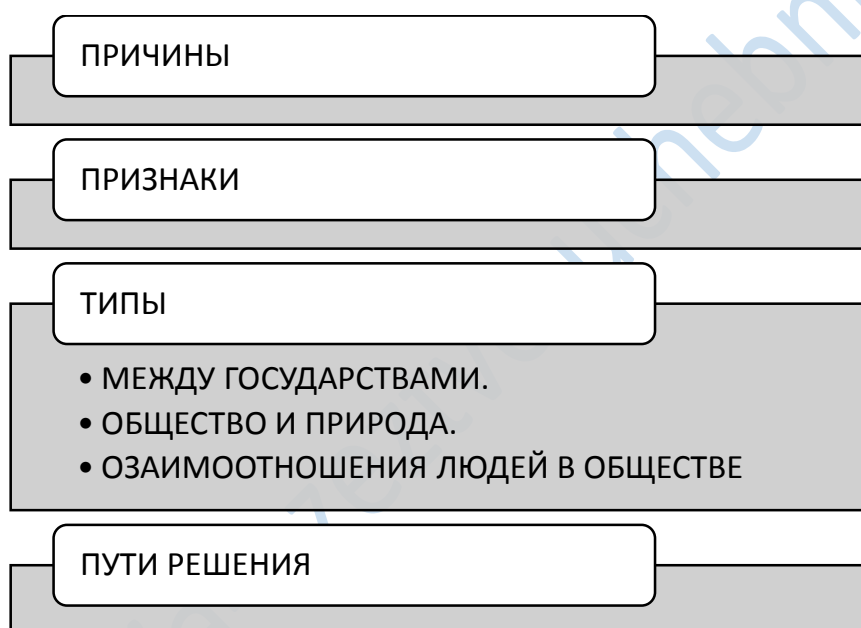 ПРИЧИНЫ
ПРИЗНАКИ
ТИПЫ
• МЕЖДУ ГОСУДАРСТВАМИ.
• ОБЩЕСТВО И ПРИРОДА.
• ОЗАИМООТНОШЕНИЯ ЛЮДЕЙ В ОБЩЕСТВЕ
ПУТИ РЕШЕНИЯ